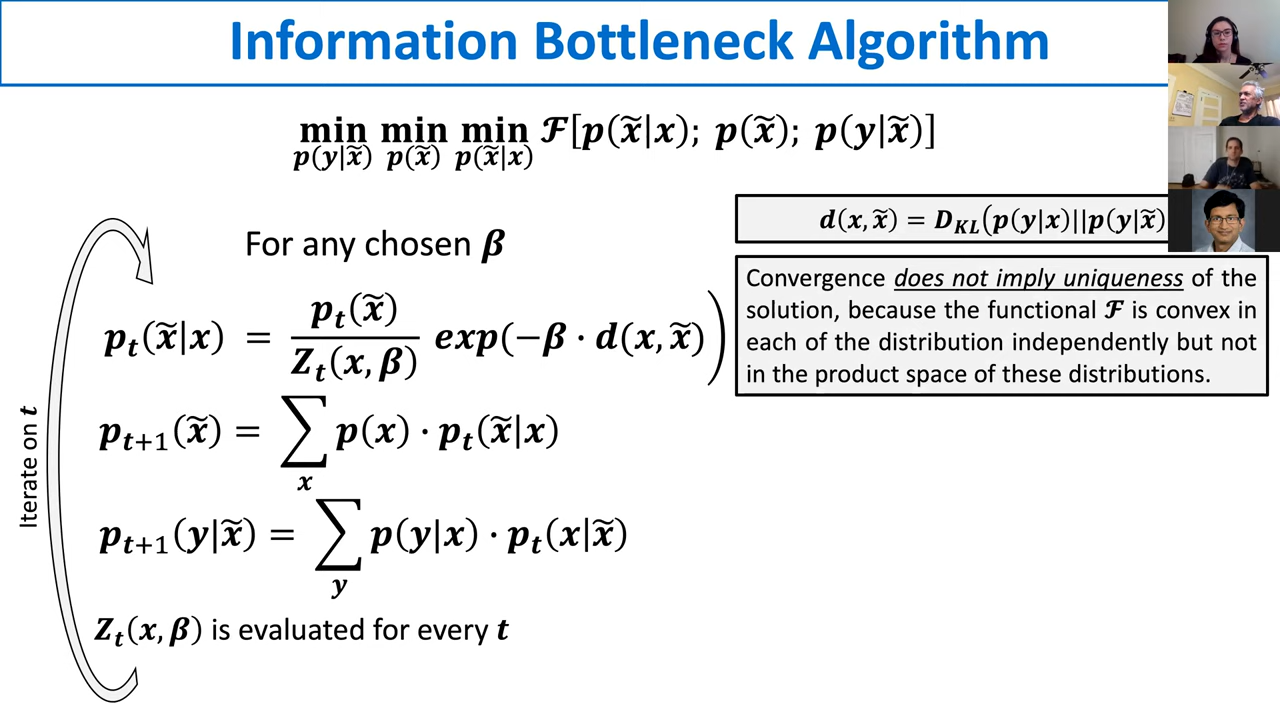 Information Bottleneck Algorithm
min min min 𝓕[p(x̃|x); p(x̃); p(y|x̃)]
p(y|x̃) p(x̃) p(x̃|x)
d(x, x̃) = D_KL(p(y|x)||p(y|x̃)
For any chosen β
Convergence does not imply uniqueness of the
solution, because the functional 𝓕 is convex in
each of the distribution independently but not
in the product space of these distributions.
p_t(x̃|x) = p_t(x̃) / Z_t(x, β) exp(−β · d(x, x̃))
p_{t+1}(x̃) = ∑_x p(x) · p_t(x̃|x)
p_{t+1}(y|x̃) = ∑_y p(y|x) · p_t(x|x̃)
Z_t(x, β) is evaluated for every t
Iterate on t